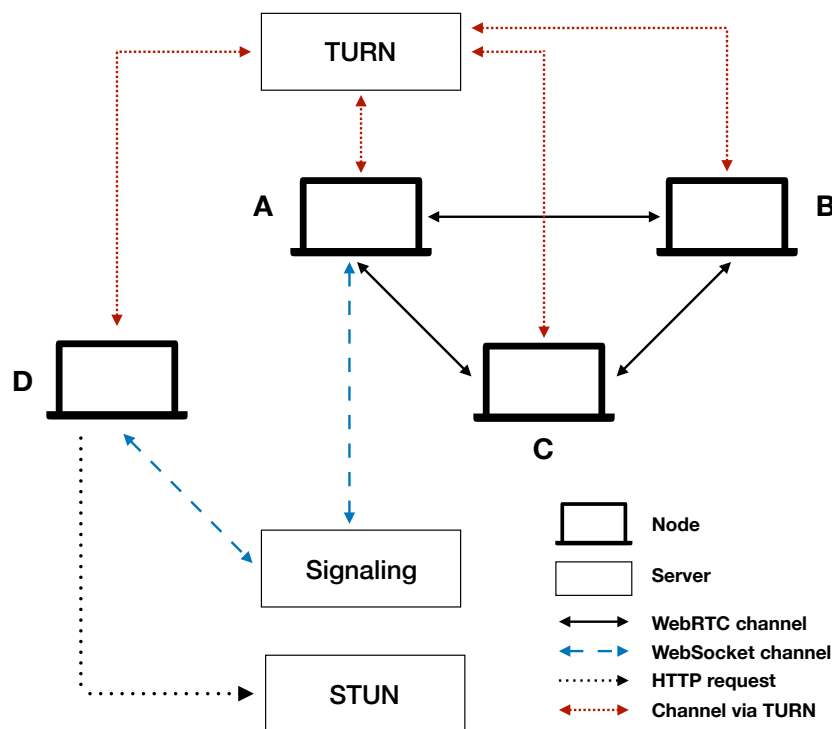 TURN
A
B
D
C
Signaling
STUN
Node
Server
WebRTC channel
WebSocket channel
HTTP request
Channel via TURN